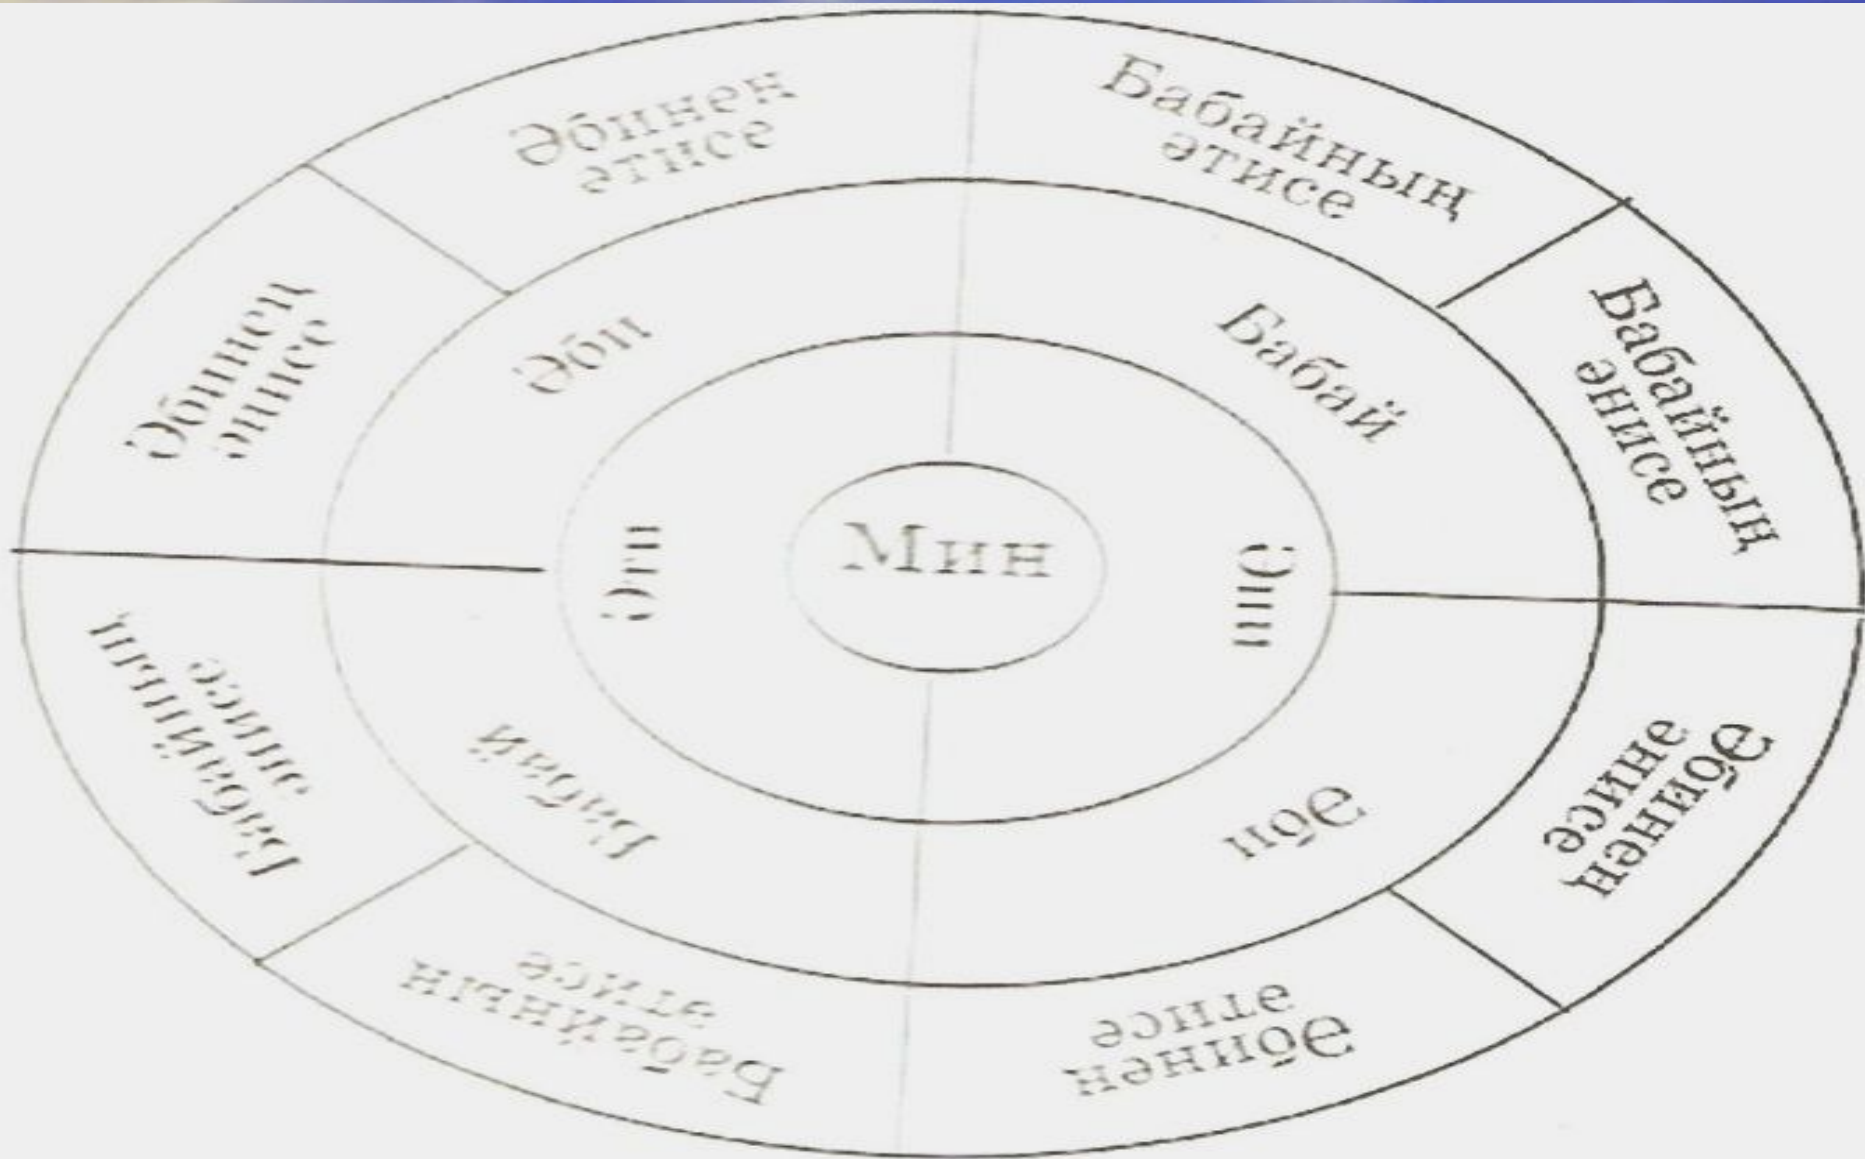 Әбинең
әтисе
Бабайның
әтисе
Әбинең
әнисе
Әби
Бабай
Бабайның
әнисе
Әти
Мин
Әни
Бабайның
әнисе
Бабай
Әби
Әбинең
әнисе
Бабайның
әтисе
Әбинең
әтисе